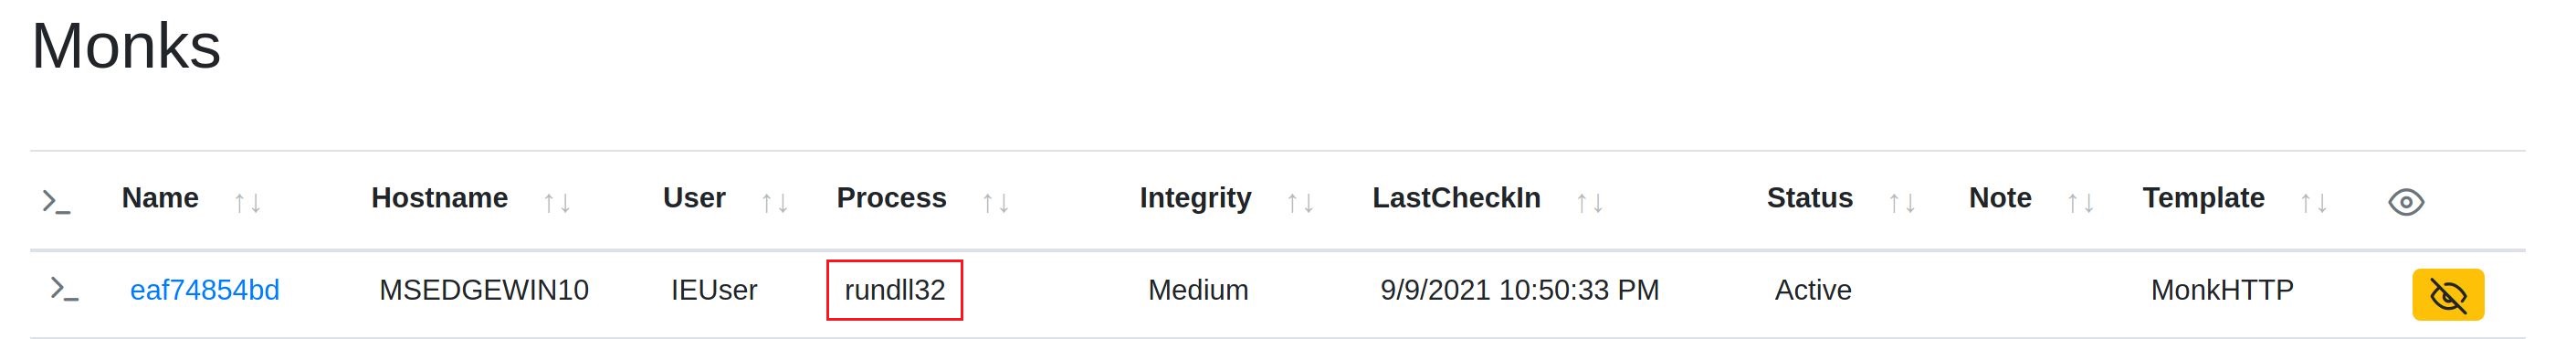 Monks
Name ↑↓ Hostname ↑↓ User ↑↓ Process ↑↓ Integrity ↑↓ LastCheckIn ↑↓ Status ↑↓ Note ↑↓ Template ↑↓
eaf74854bd MSEDGEWIN10 IEUser rundll32 Medium 9/9/2021 10:50:33 PM Active MonkHTTP